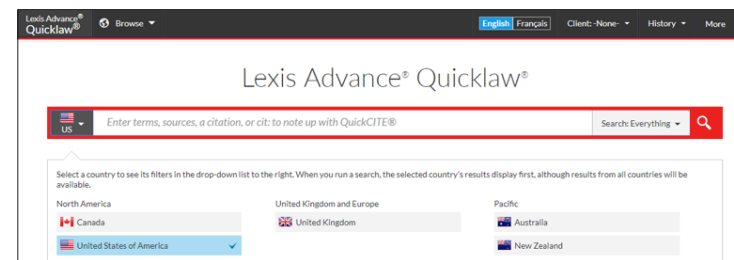 Lexis Advance®
Quicklaw®
Browse
English Français
Client: -None-
History
More
Lexis Advance® Quicklaw®
US
Enter terms, sources, a citation, or cit: to note up with QuickCITE®
Search: Everything
Select a country to see its filters in the drop-down list to the right. When you run a search, the selected country's results display first, although results from all countries will be
available.
North America
United Kingdom and Europe
Pacific
Canada
United Kingdom
Australia
United States of America
New Zealand